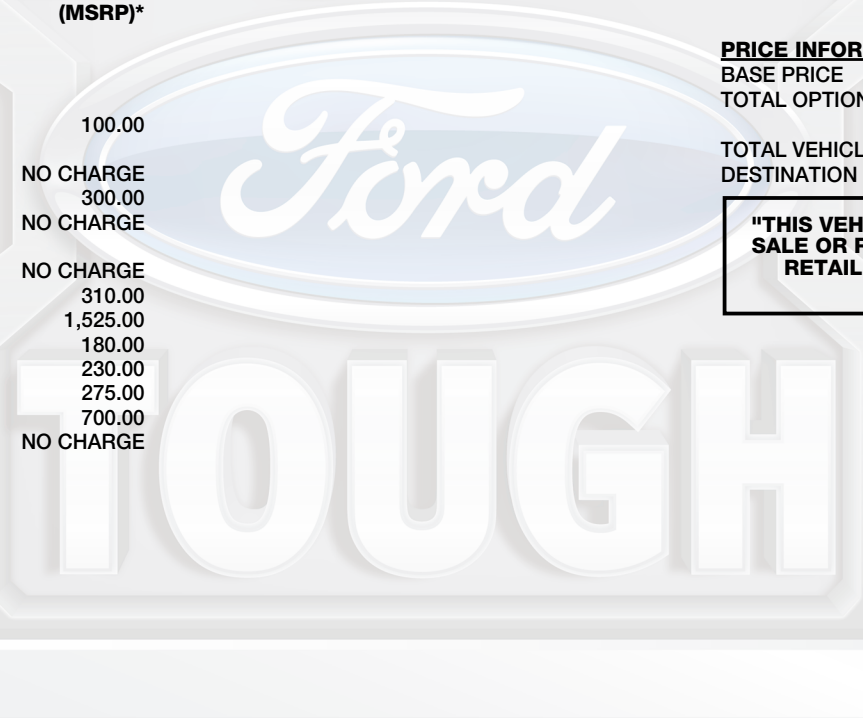 (MSRP)*
100.00
NO CHARGE
300.00
NO CHARGE
NO CHARGE
310.00
1,525.00
180.00
230.00
275.00
700.00
NO CHARGE
PRICE INFOR
BASE PRICE
TOTAL OPTION
TOTAL VEHICL
DESTINATION
"THIS VEH
SALE OR F
RETAIL
Ford
TOUGH